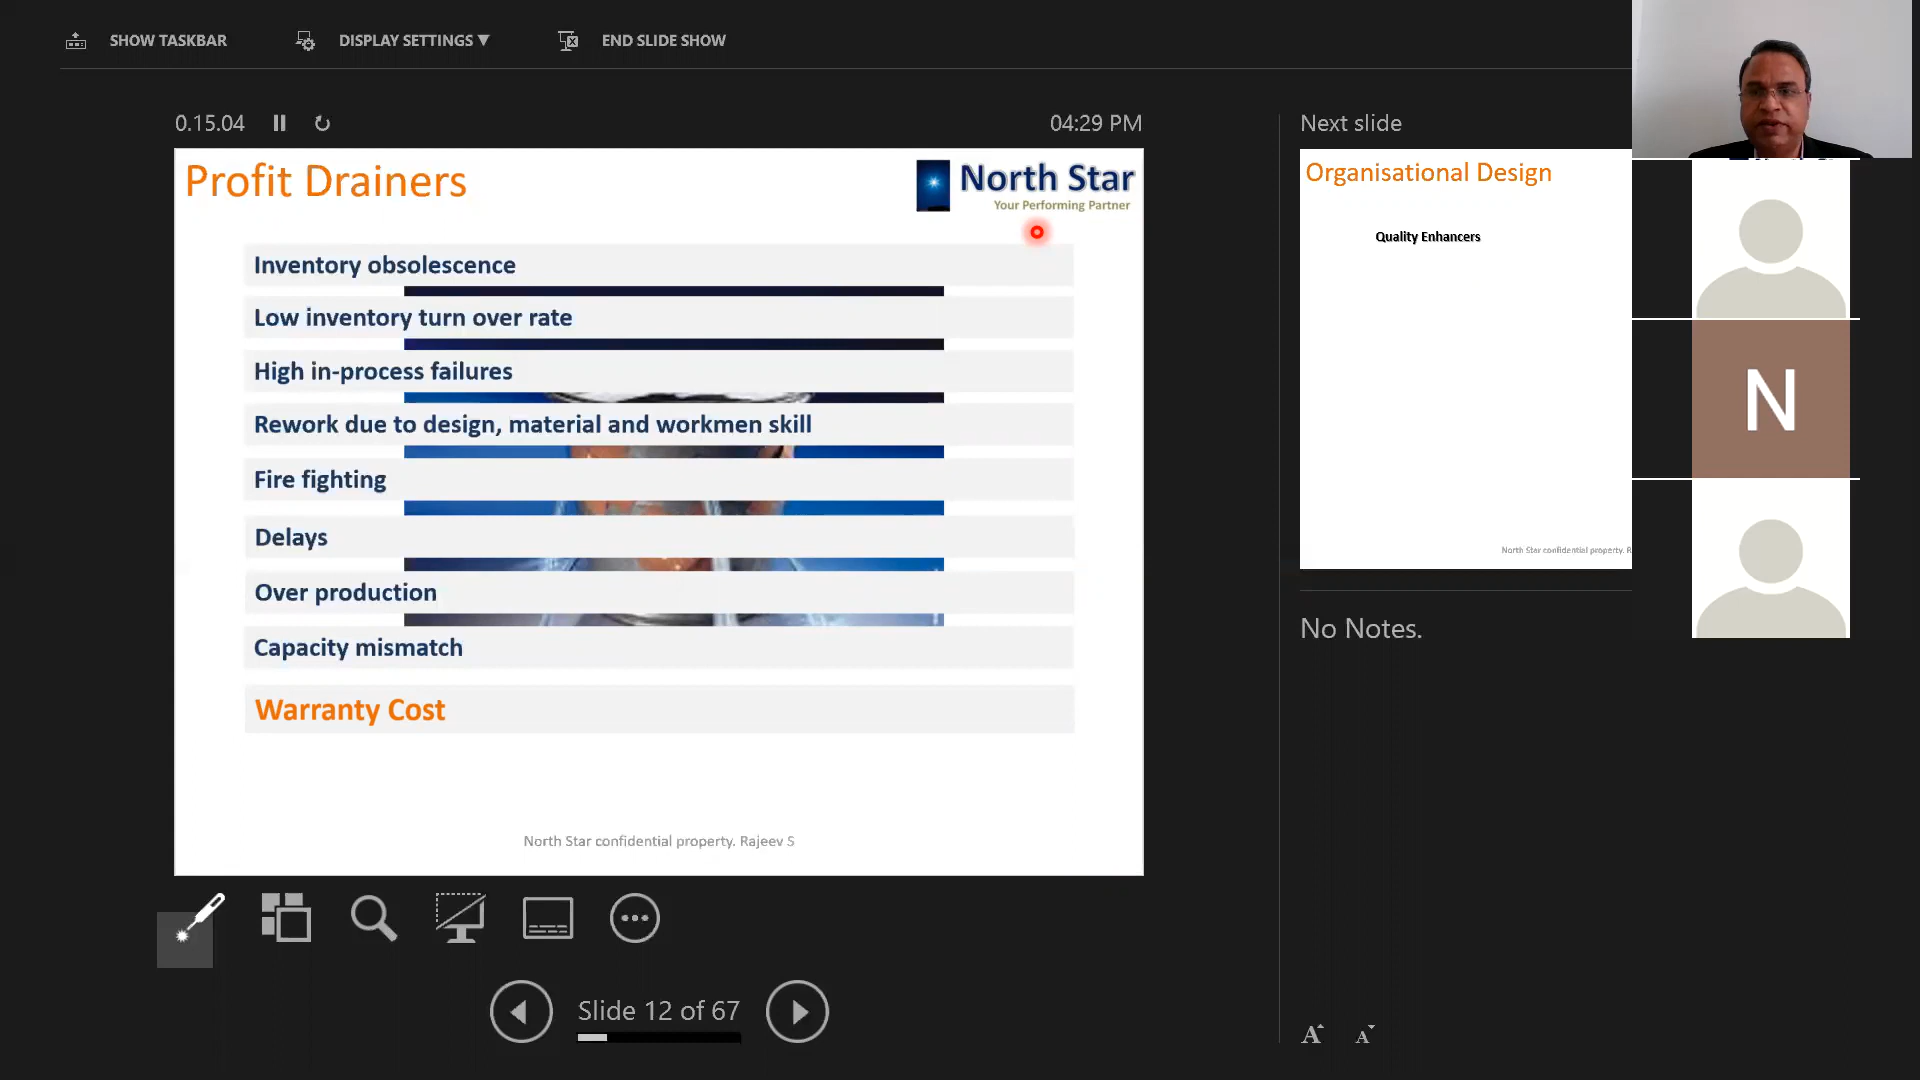 SHOW TASKBAR
DISPLAY SETTINGS ▼
END SLIDE SHOW
0.15.04
04:29 PM
Profit Drainers
North Star
Your Performing Partner
Inventory obsolescence
Low inventory turn over rate
High in-process failures
Rework due to design, material and workmen skill
Fire fighting
Delays
Over production
Capacity mismatch
Warranty Cost
North Star confidential property. Rajeev S
Slide 12 of 67
Next slide
Organisational Design
Quality Enhancers
North Star confidential property. R
No Notes.
A A
N